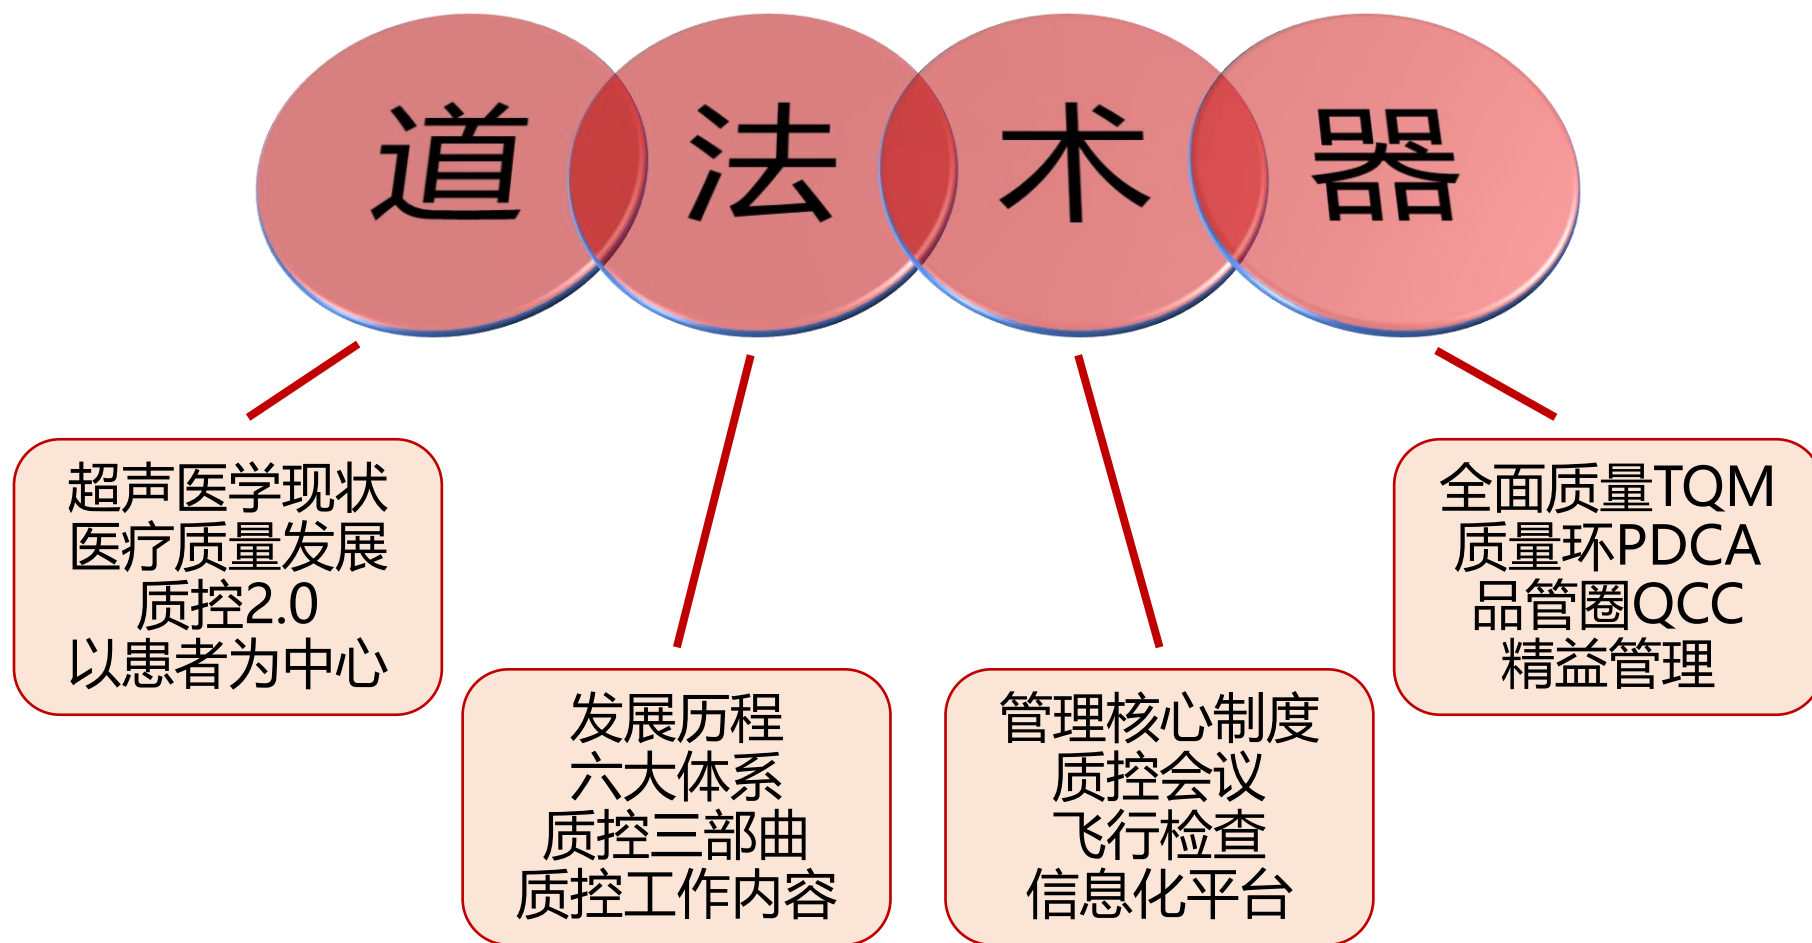 道
法
术
器
超声医学现状
医疗质量发展
质控2.0
以患者为中心
发展历程
六大体系
质控三部曲
质控工作内容
管理核心制度
质控会议
飞行检查
信息化平台
全面质量TQM
质量环PDCA
品管圈QCC
精益管理